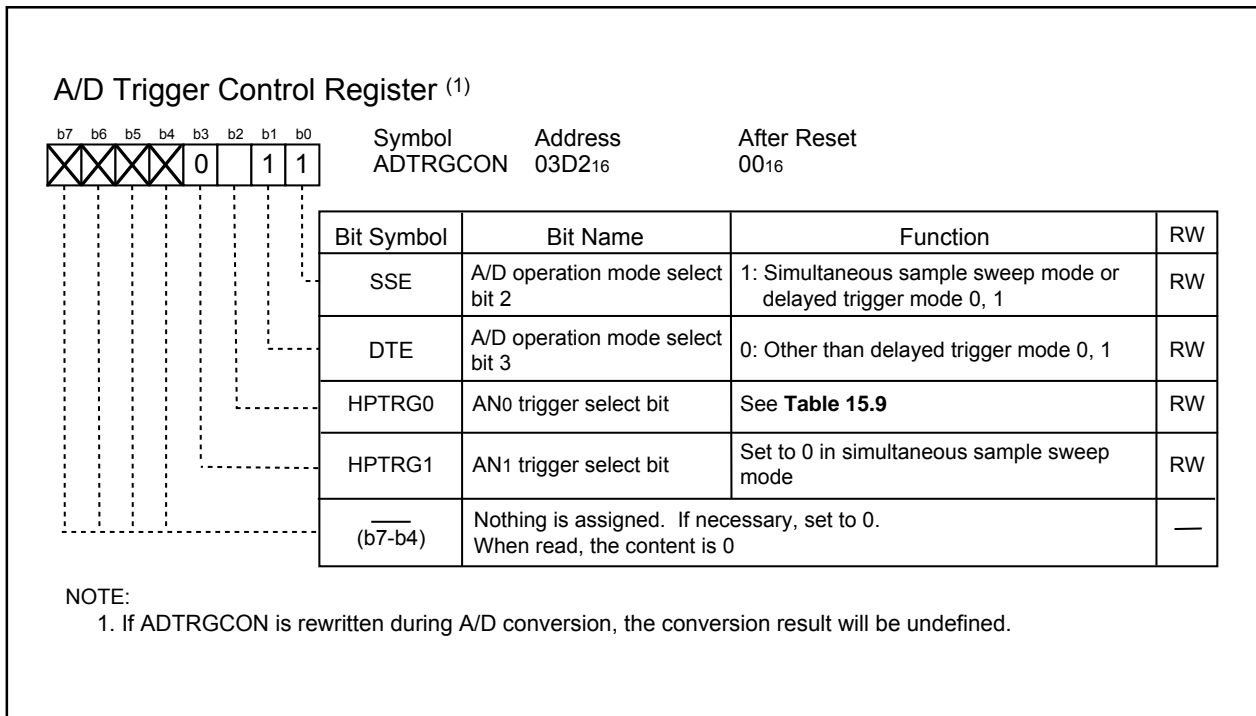 A/D Trigger Control Register (1)
b7 b6 b5 b4 b3 b2 b1 b0
Symbol Address After Reset
0 1 1
ADTRGCON 03D216 0016
Bit Symbol Bit Name Function RW
SSE A/D operation mode select bit 2 1: Simultaneous sample sweep mode or delayed trigger mode 0, 1 RW
DTE A/D operation mode select bit 3 0: Other than delayed trigger mode 0, 1 RW
HPTRG0 AN0 trigger select bit See Table 15.9 RW
HPTRG1 AN1 trigger select bit Set to 0 in simultaneous sample sweep mode RW
(b7-b4) Nothing is assigned. If necessary, set to 0.
When read, the content is 0 —
NOTE:
1. If ADTRGCON is rewritten during A/D conversion, the conversion result will be undefined.